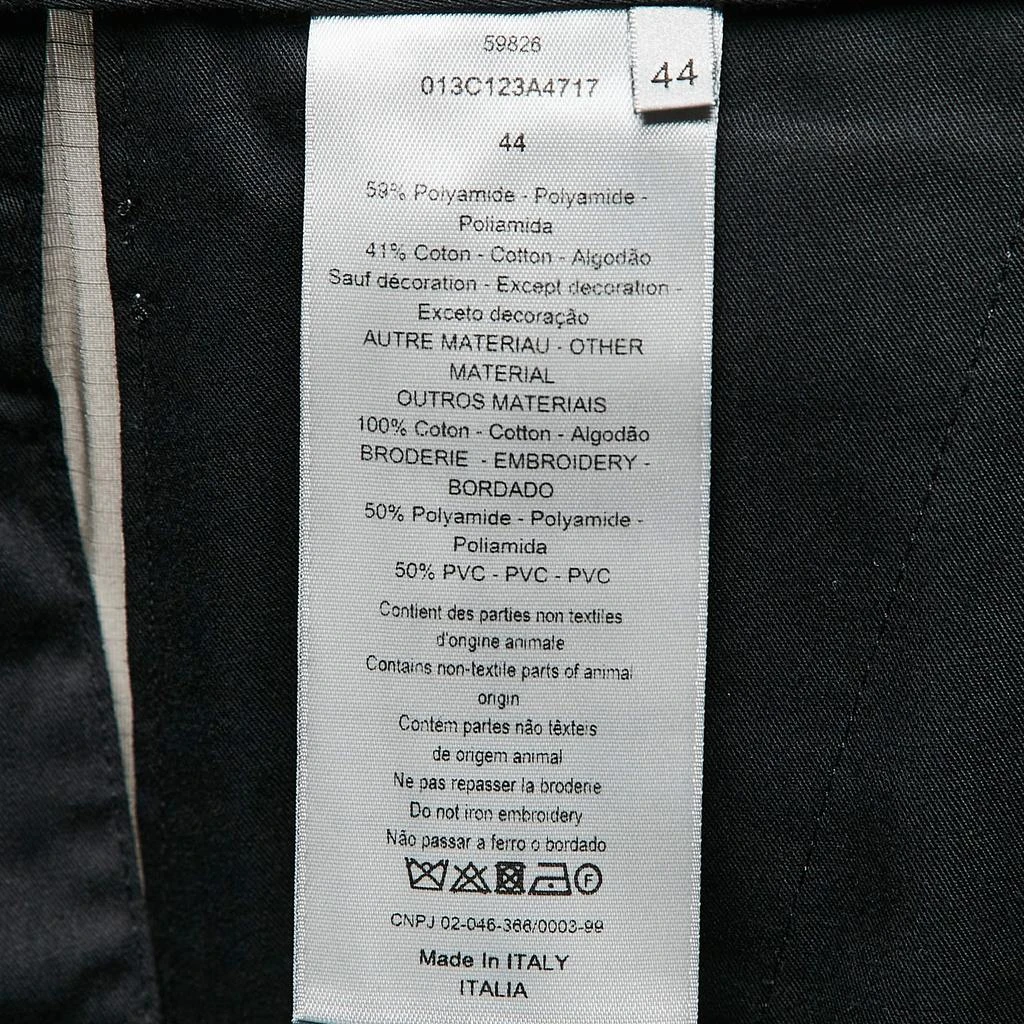 59826
44
013C123A4717
44
59% Polyamide - Polyamide -
Poliamida
41% Coton - Cotton - Algodão
Sauf décoration - Except decoration -
Exceto decoração
AUTRE MATERIAU - OTHER
MATERIAL
OUTROS MATERIAIS
100% Coton - Cotton - Algodão
BRODERIE - EMBROIDERY -
BORDADO
50% Polyamide - Polyamide -
Poliamida
50% PVC - PVC - PVC
Contient des parties non textiles
d'origine animale
Contains non-textile parts of animal
origin
Contém partes não têxteis
de origem animal
Ne pas repasser la broderie
Do not iron embroidery
Não passar a ferro o bordado
F
CNPJ 02-046-366/0003-99
Made In ITALY
ITALIA